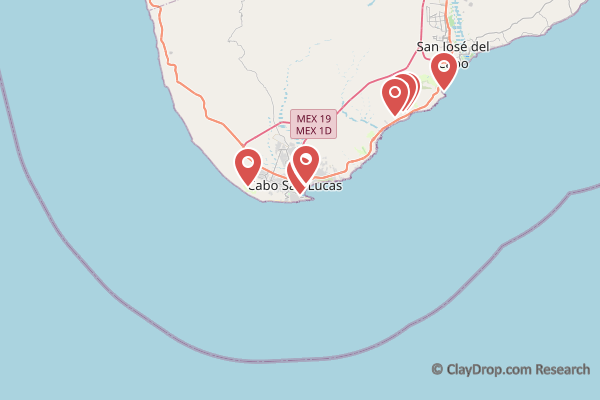 San José del
Cabo
MEX 19
MEX 1D
Cabo San Lucas
© ClayDrop.com Research